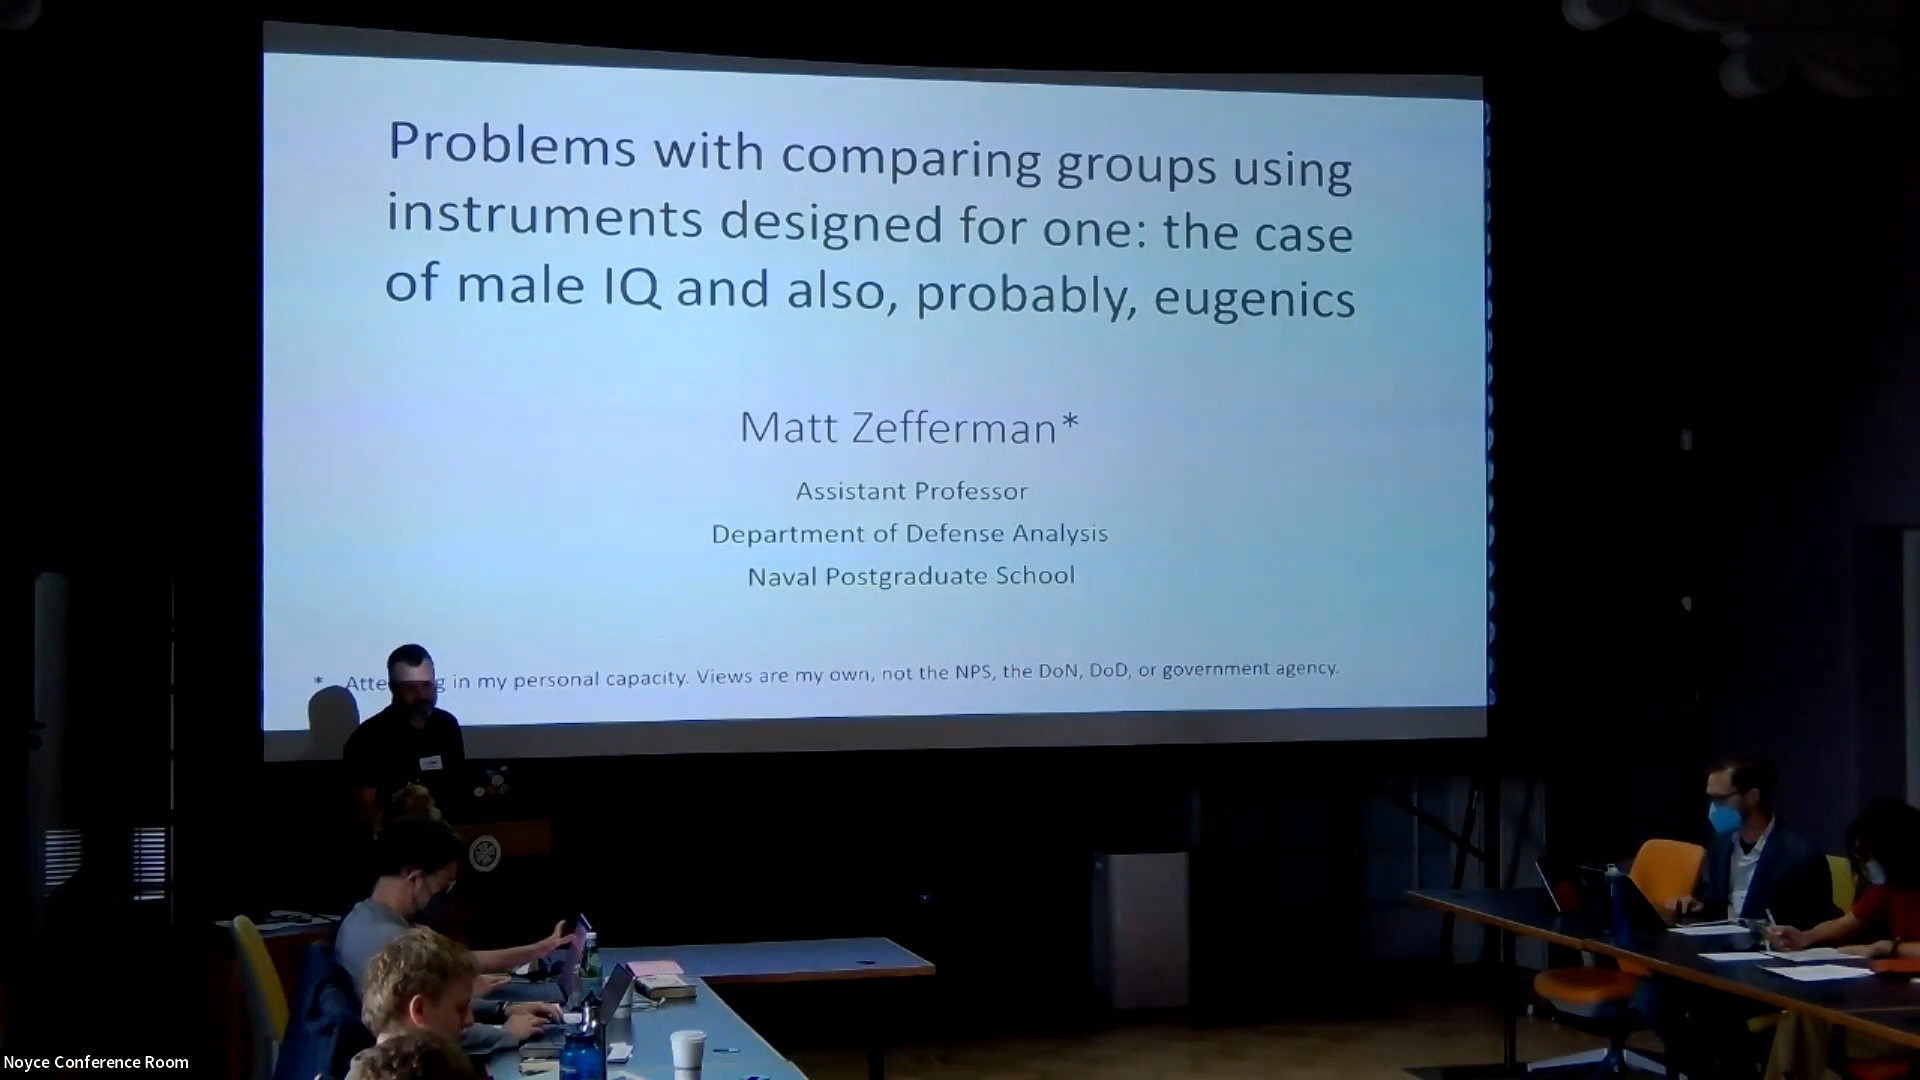 Problems with comparing groups using
instruments designed for one: the case
of male IQ and also, probably, eugenics
Matt Zefferman*
Assistant Professor
Department of Defense Analysis
Naval Postgraduate School
* in my personal capacity. Views are my own, not the NPS, the DoN, DoD, or government agency.
Noyce Conference Room